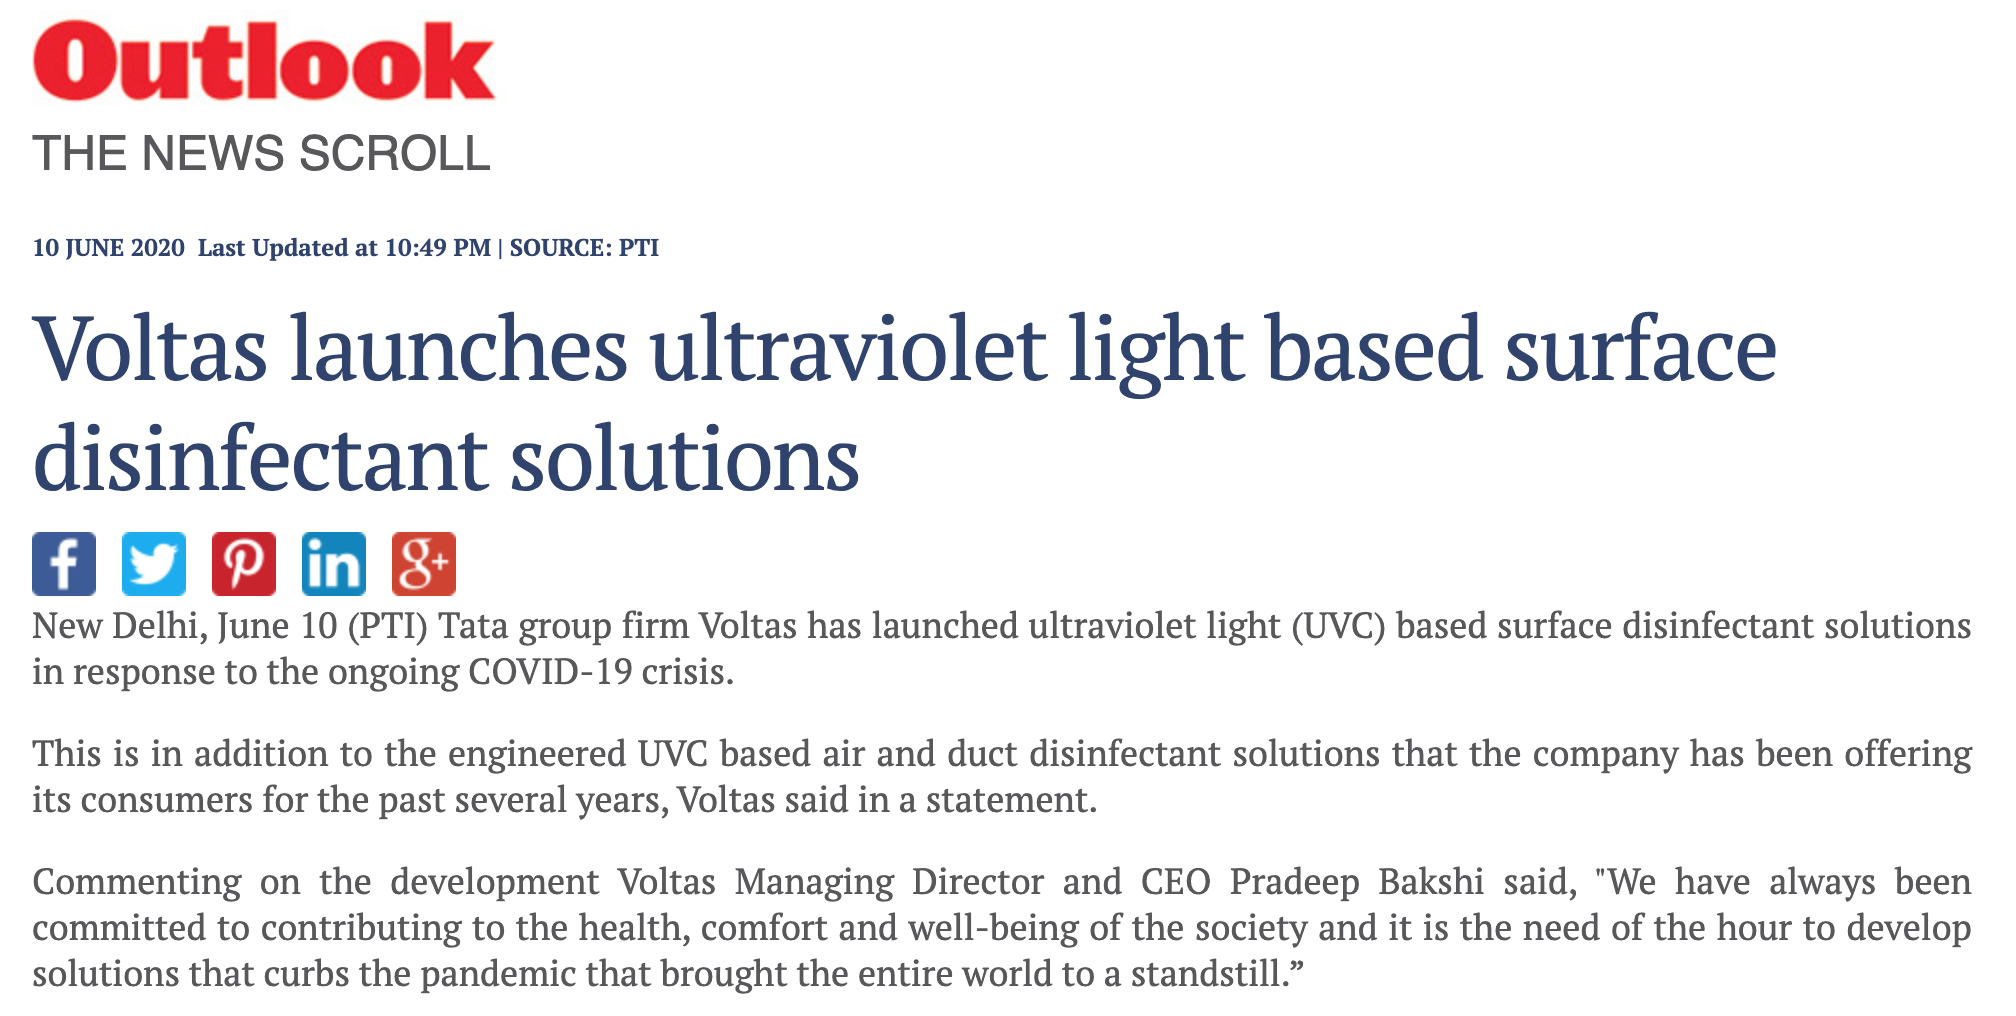 Outlook
THE NEWS SCROLL
10 JUNE 2020  Last Updated at 10:49 PM | SOURCE: PTI
Voltas launches ultraviolet light based surface
disinfectant solutions
f in g+
New Delhi, June 10 (PTI) Tata group firm Voltas has launched ultraviolet light (UVC) based surface disinfectant solutions
in response to the ongoing COVID-19 crisis.
This is in addition to the engineered UVC based air and duct disinfectant solutions that the company has been offering
its consumers for the past several years, Voltas said in a statement.
Commenting on the development Voltas Managing Director and CEO Pradeep Bakshi said, "We have always been
committed to contributing to the health, comfort and well-being of the society and it is the need of the hour to develop
solutions that curbs the pandemic that brought the entire world to a standstill.”